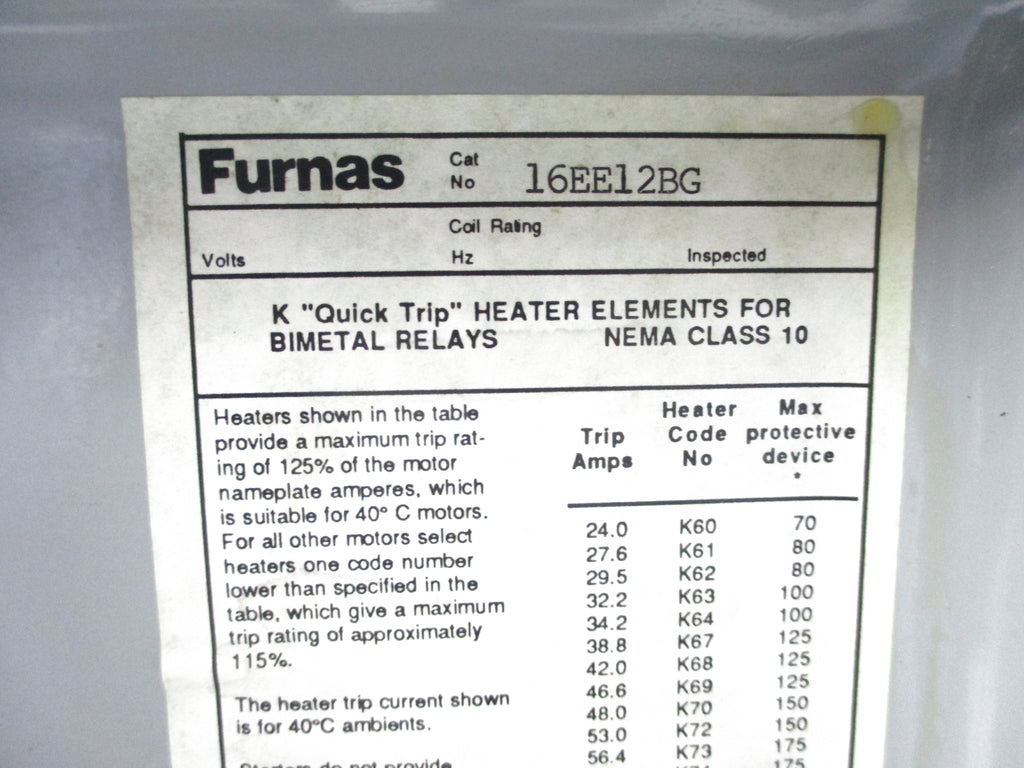 Furnas Cat No 16EE12BG
Coil Rating
Volts Hz Inspected
K "Quick Trip" HEATER ELEMENTS FOR
BIMETAL RELAYS NEMA CLASS 10
Heaters shown in the table
provide a maximum trip rat-
ing of 125% of the motor
nameplate amperes, which
is suitable for 40° C motors.
For all other motors select
heaters one code number
lower than specified in the
table, which give a maximum
trip rating of approximately
115%.
The heater trip current shown
is for 40°C ambients.
Starters do not provide
Trip Amps Heater Code No Max protective device *
24.0 K60 70
27.6 K61 80
29.5 K62 80
32.2 K63 100
34.2 K64 100
38.8 K67 125
42.0 K68 125
46.6 K69 125
48.0 K70 150
53.0 K72 150
56.4 K73 175
175